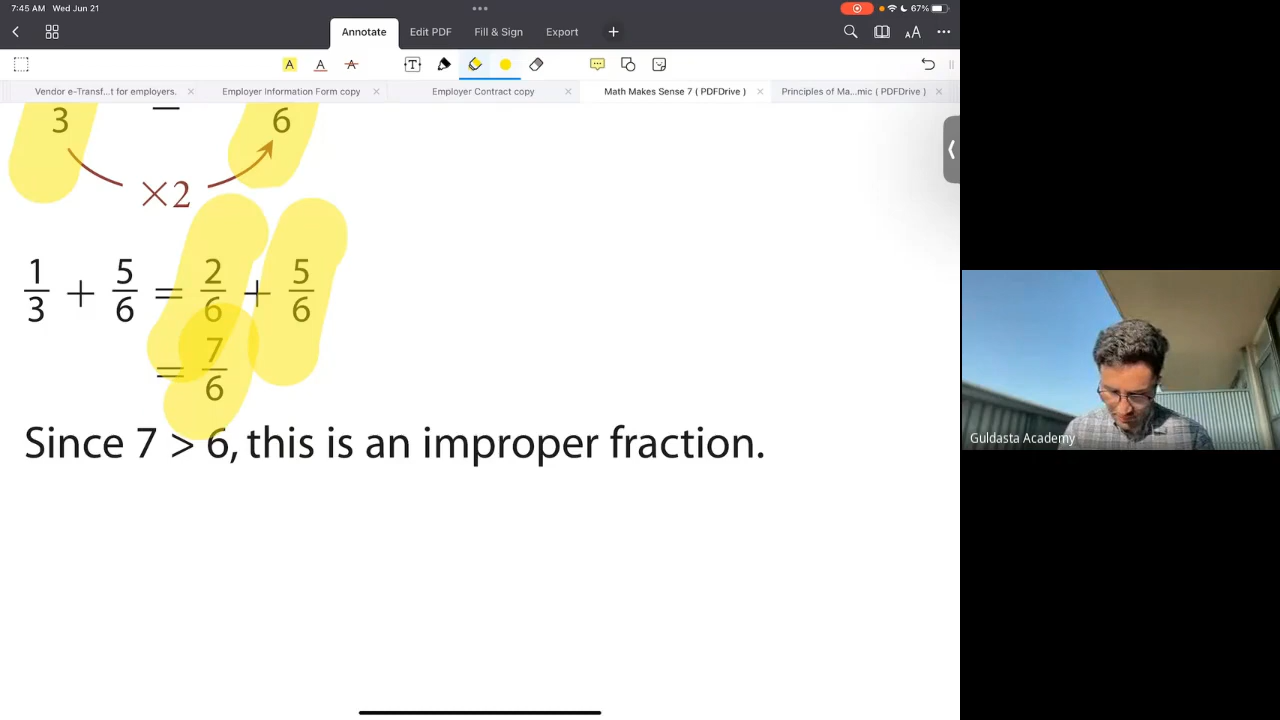 7:45 AM Wed Jun 21
67%
Annotate Edit PDF Fill & Sign Export +
A A T
Vendor e-Transf...t for employers. × Employer Information Form copy × Employer Contract copy × Math Makes Sense 7 ( PDFDrive ) × Principles of Ma...mic ( PDFDrive ) ×
3 = 6
×2
1/3 + 5/6 = 2/6 + 5/6
= 7/6
Since 7 > 6, this is an improper fraction.
Guldasta Academy